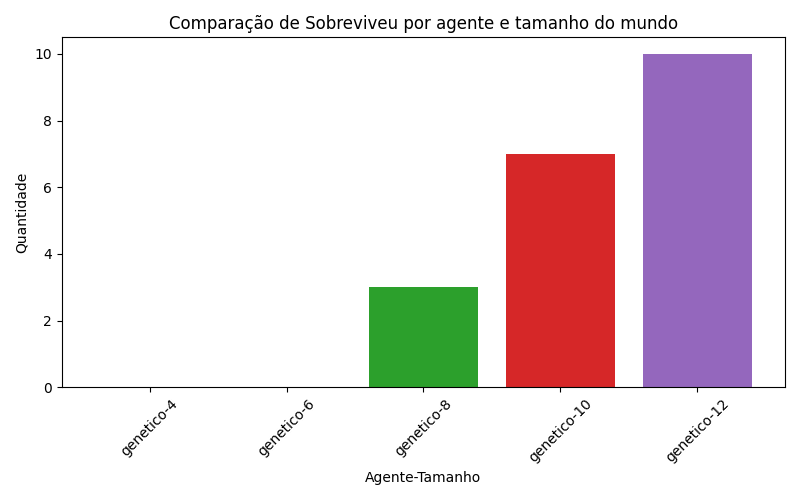 Comparação de Sobreviveu por agente e tamanho do mundo
10
8
6
4
2
0
Quantidade
genetico-4
genetico-6
genetico-8
genetico-10
genetico-12
Agente-Tamanho